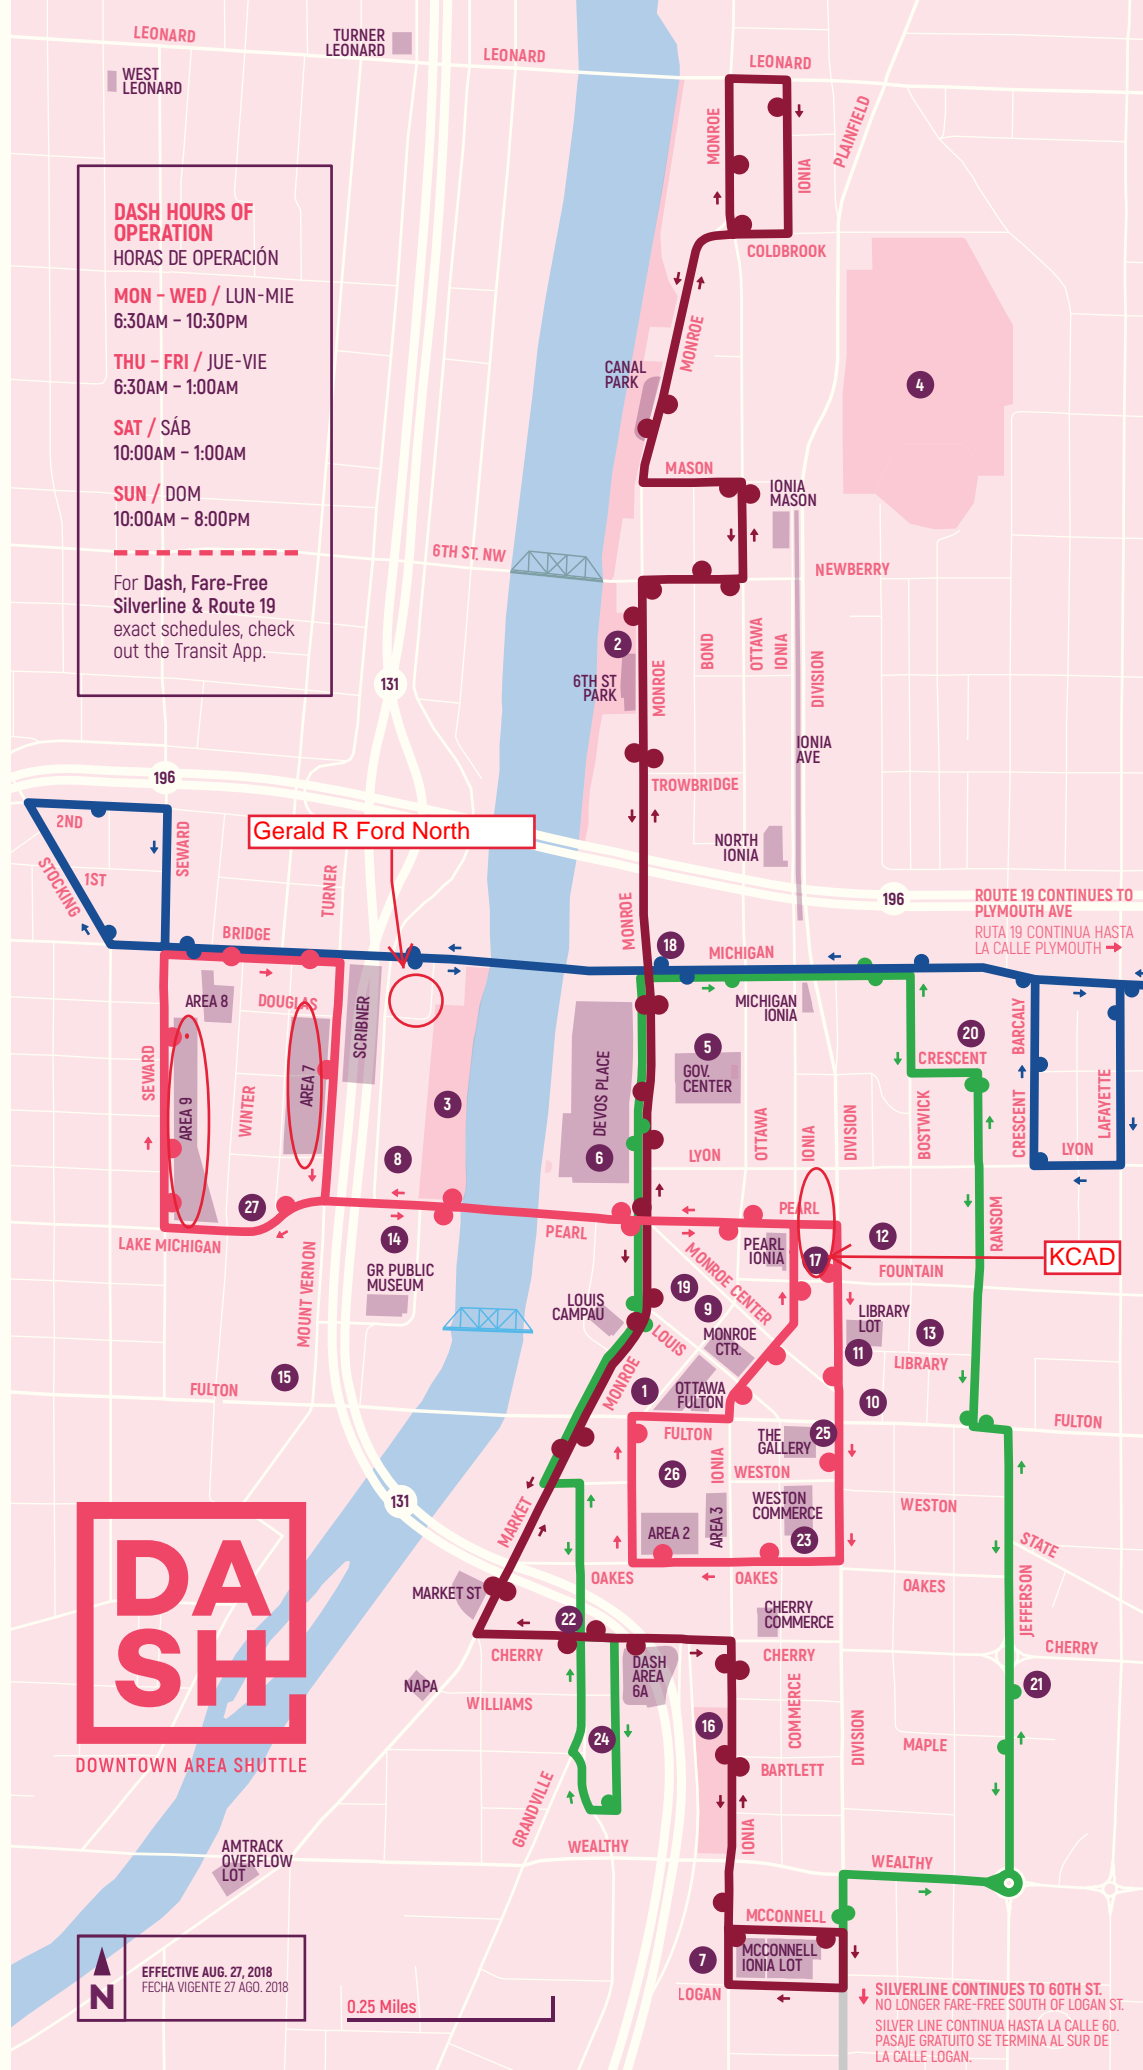 LEONARD
TURNER
LEONARD
LEONARD
LEONARD
WEST
LEONARD
MONROE
IONIA
PLAINFIELD
COLDBROOK
DASH HOURS OF
OPERATION
HORAS DE OPERACIÓN
MON – WED / LUN-MIE
6:30AM – 10:30PM
THU – FRI / JUE-VIE
6:30AM – 1:00AM
SAT / SÁB
10:00AM – 1:00AM
SUN / DOM
10:00AM – 8:00PM
For Dash, Fare-Free
Silverline & Route 19
exact schedules, check
out the Transit App.
MONROE
CANAL
PARK
4
MASON
IONIA
MASON
6TH ST. NW
NEWBERRY
2
BOND
OTTAWA
IONIA
DIVISION
MONROE
6TH ST
PARK
131
IONIA
AVE
196
TROWBRIDGE
2ND
SEWARD
1ST
STOCKING
Gerald R Ford North
TURNER
NORTH
IONIA
196
ROUTE 19 CONTINUES TO
PLYMOUTH AVE
RUTA 19 CONTINUA HASTA
LA CALLE PLYMOUTH
MONROE
BRIDGE
18
MICHIGAN
AREA 8
DOUGLAS
SCRIBNER
MICHIGAN
IONIA
20
CRESCENT
BARCALY
CRESCENT
LAFAYETTE
LYON
SEWARD
AREA 9
WINTER
AREA 7
3
DEVOS PLACE
5
GOV.
CENTER
6
LYON
OTTAWA
IONIA
DIVISION
BOSTWICK
RANSOM
8
27
14
LAKE MICHIGAN
MOUNT VERNON
GR PUBLIC
MUSEUM
PEARL
PEARL
PEARL
IONIA
17
12
FOUNTAIN
KCAD
MONROE CENTER
19
9
LOUIS
CAMPAU
LOUIS
MONROE
CTR.
LIBRARY
LOT
13
11
LIBRARY
15
FULTON
MONROE
1
OTTAWA
FULTON
10
FULTON
FULTON
THE
GALLERY
25
26
IONIA
WESTON
WESTON
131
MARKET
WESTON
COMMERCE
AREA 2
AREA 3
23
STATE
OAKES
OAKES
OAKES
JEFFERSON
MARKET ST
22
CHERRY
COMMERCE
CHERRY
CHERRY
CHERRY
DASH
AREA
6A
NAPA
WILLIAMS
21
COMMERCE
16
24
DIVISION
MAPLE
BARTLETT
GRANDVILLE
IONIA
WEALTHY
WEALTHY
DASH
DOWNTOWN AREA SHUTTLE
AMTRACK
OVERFLOW
LOT
MCCONNELL
7
MCCONNELL
IONIA LOT
LOGAN
N
EFFECTIVE AUG. 27, 2018
FECHA VIGENTE 27 AGO. 2018
0.25 Miles
SILVERLINE CONTINUES TO 60TH ST.
NO LONGER FARE-FREE SOUTH OF LOGAN ST.
SILVER LINE CONTINUA HASTA LA CALLE 60.
PASAJE GRATUITO SE TERMINA AL SUR DE
LA CALLE LOGAN.